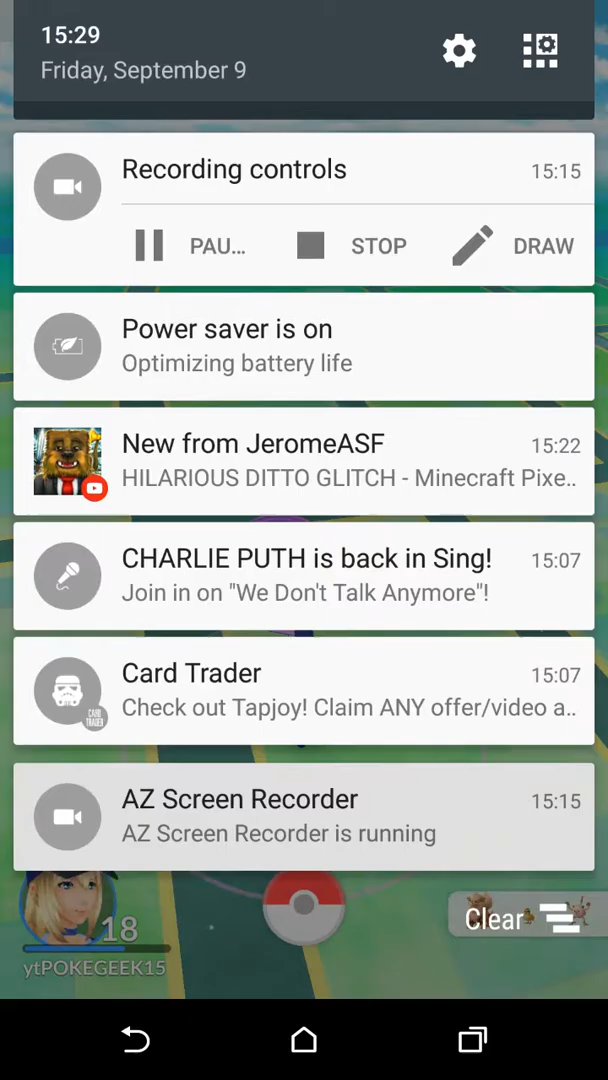 15:29
Friday, September 9
Recording controls 15:15
PAU... STOP DRAW
Power saver is on
Optimizing battery life
New from JeromeASF 15:22
HILARIOUS DITTO GLITCH - Minecraft Pixe..
CHARLIE PUTH is back in Sing! 15:07
Join in on "We Don't Talk Anymore"!
Card Trader 15:07
CARD TRADER
Check out Tapjoy! Claim ANY offer/video a..
AZ Screen Recorder 15:15
AZ Screen Recorder is running
18
Clear
ytPOKEGEEK15